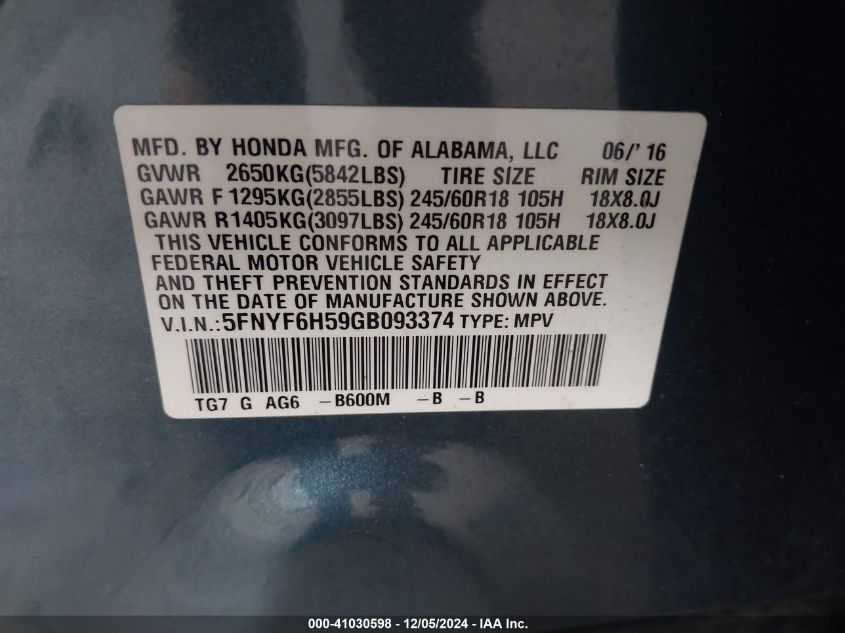 MFD. BY HONDA MFG. OF ALABAMA, LLC 06/'16
GVWR 2650KG(5842LBS) TIRE SIZE RIM SIZE
GAWR F 1295KG(2855LBS) 245/60R18 105H 18X8.0J
GAWR R1405KG(3097LBS) 245/60R18 105H 18X8.0J
THIS VEHICLE CONFORMS TO ALL APPLICABLE
FEDERAL MOTOR VEHICLE SAFETY
AND THEFT PREVENTION STANDARDS IN EFFECT
ON THE DATE OF MANUFACTURE SHOWN ABOVE.
V.I.N.:5FNYF6H59GB093374 TYPE: MPV
TG7 G AG6 -B600M -B -B
000-41030598 - 12/05/2024 - IAA Inc.